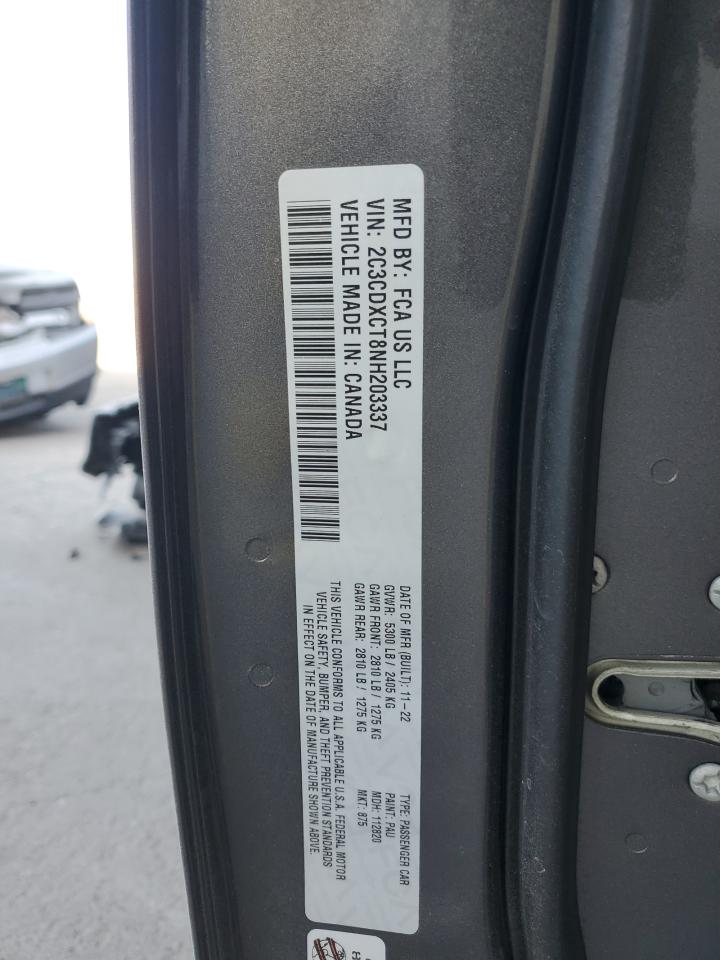 MFD BY: FCA US LLC
VIN: 2C3CDXCT8NH203337
VEHICLE MADE IN: CANADA
DATE OF MFR (BUILT): 11-22
GVWR: 5300 LB / 2405 KG
GAWR FRONT: 2810 LB / 1275 KG
GAWR REAR: 2810 LB / 1275 KG
TYPE: PASSENGER CAR
PAINT: PAU
MDH: 112820
MKT: 875
THIS VEHICLE CONFORMS TO ALL APPLICABLE U.S.A. FEDERAL MOTOR
VEHICLE SAFETY, BUMPER, AND THEFT PREVENTION STANDARDS
IN EFFECT ON THE DATE OF MANUFACTURE SHOWN ABOVE.